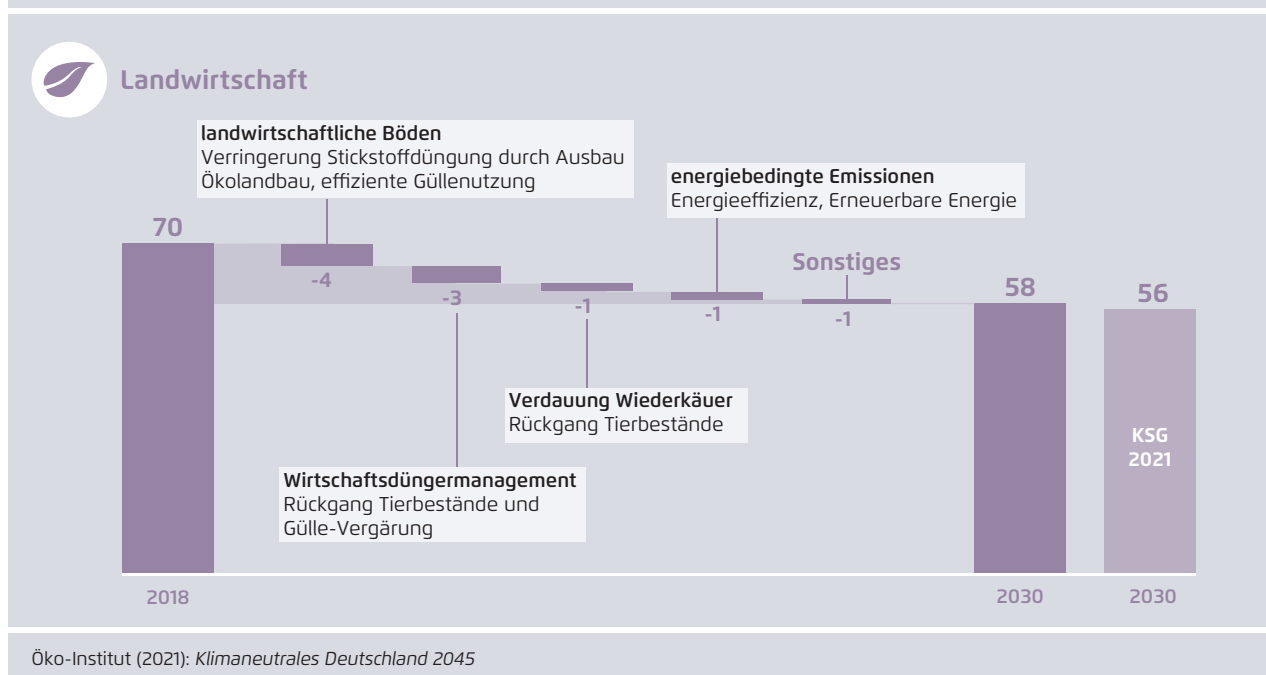 Landwirtschaft
landwirtschaftliche Böden
Verringerung Stickstoffdüngung durch Ausbau
Ökolandbau, effiziente Güllenutzung
energiebedingte Emissionen
Energieeffizienz, Erneuerbare Energie
70
-4
-3
-1
-1
Sonstiges
-1
58
56
Verdauung Wiederkäuer
Rückgang Tierbestände
KSG
2021
Wirtschaftsdüngermanagement
Rückgang Tierbestände und
Gülle-Vergärung
2018
2030
2030
Öko-Institut (2021): Klimaneutrales Deutschland 2045